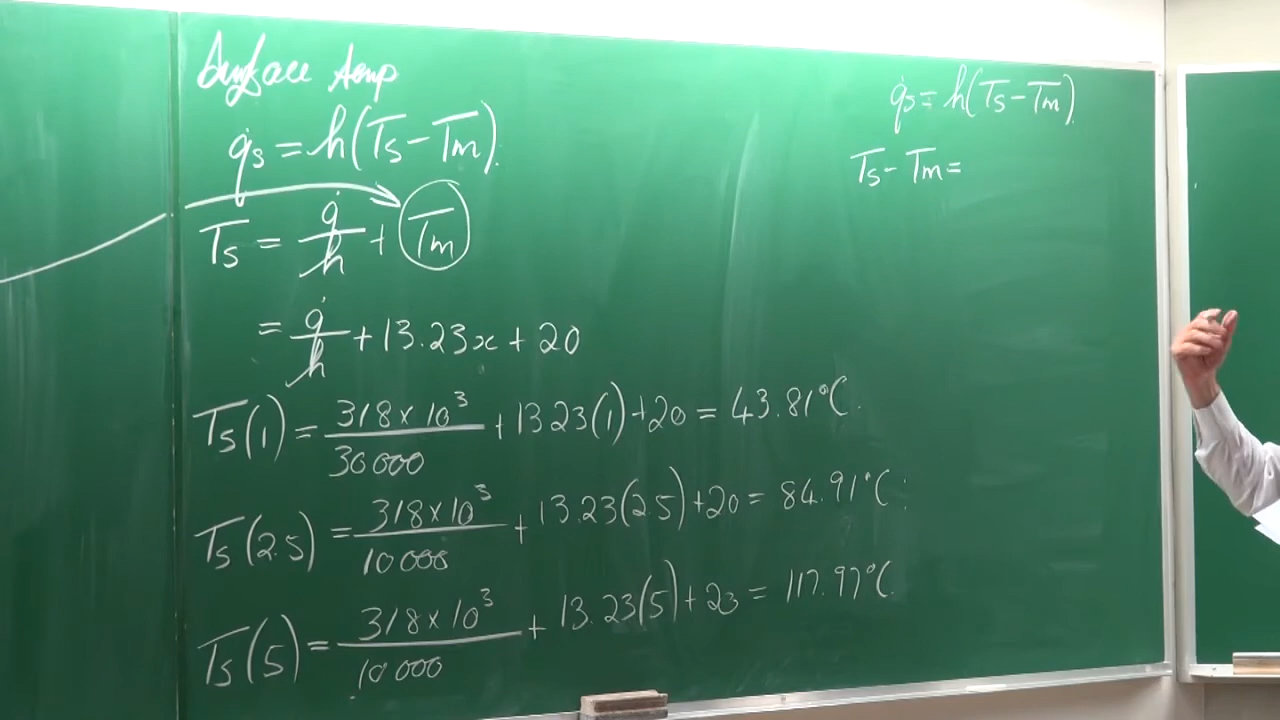 Surface temp
q̇s = h(Ts − Tm).
Ts = q̇/h + Tm
= q̇/h + 13.23x + 20
Ts(1) = 318×10³/30000 + 13.23(1)+20 = 43.81°C.
Ts(2.5) = 318×10³/10000 + 13.23(2.5)+20 = 84.91°C.
Ts(5) = 318×10³/10000 + 13.23(5)+20 = 117.97°C.
q̇s = h(Ts − Tm).
Ts − Tm =